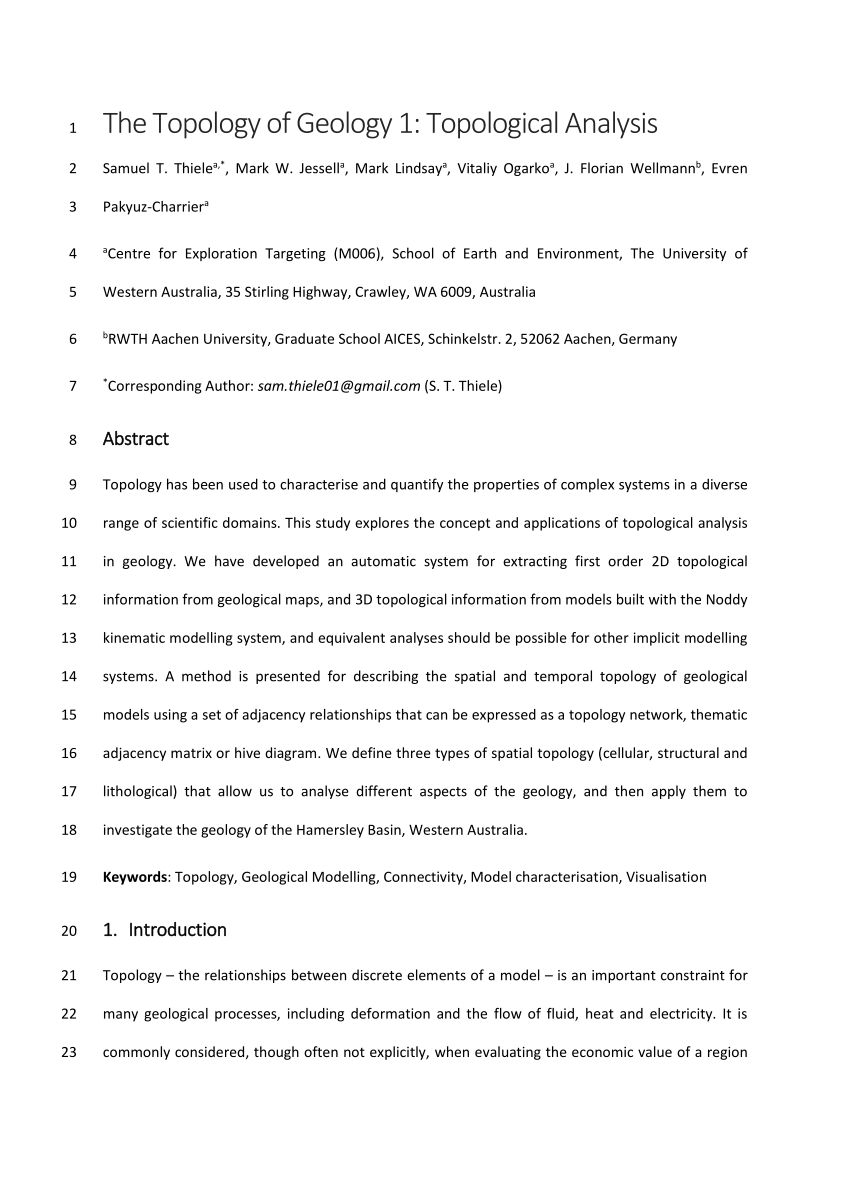 1 The Topology of Geology 1: Topological Analysis
2 Samuel T. Thieleᵃ,*, Mark W. Jessellᵃ, Mark Lindsayᵃ, Vitaliy Ogarkoᵃ, J. Florian Wellmannᵇ, Evren
3 Pakyuz-Charrierᵃ
4 ᵃCentre for Exploration Targeting (M006), School of Earth and Environment, The University of
5 Western Australia, 35 Stirling Highway, Crawley, WA 6009, Australia
6 ᵇRWTH Aachen University, Graduate School AICES, Schinkelstr. 2, 52062 Aachen, Germany
7 *Corresponding Author: sam.thiele01@gmail.com (S. T. Thiele)
8 Abstract
9 Topology has been used to characterise and quantify the properties of complex systems in a diverse
10 range of scientific domains. This study explores the concept and applications of topological analysis
11 in geology. We have developed an automatic system for extracting first order 2D topological
12 information from geological maps, and 3D topological information from models built with the Noddy
13 kinematic modelling system, and equivalent analyses should be possible for other implicit modelling
14 systems. A method is presented for describing the spatial and temporal topology of geological
15 models using a set of adjacency relationships that can be expressed as a topology network, thematic
16 adjacency matrix or hive diagram. We define three types of spatial topology (cellular, structural and
17 lithological) that allow us to analyse different aspects of the geology, and then apply them to
18 investigate the geology of the Hamersley Basin, Western Australia.
19 Keywords: Topology, Geological Modelling, Connectivity, Model characterisation, Visualisation
20 1. Introduction
21 Topology – the relationships between discrete elements of a model – is an important constraint for
22 many geological processes, including deformation and the flow of fluid, heat and electricity. It is
23 commonly considered, though often not explicitly, when evaluating the economic value of a region